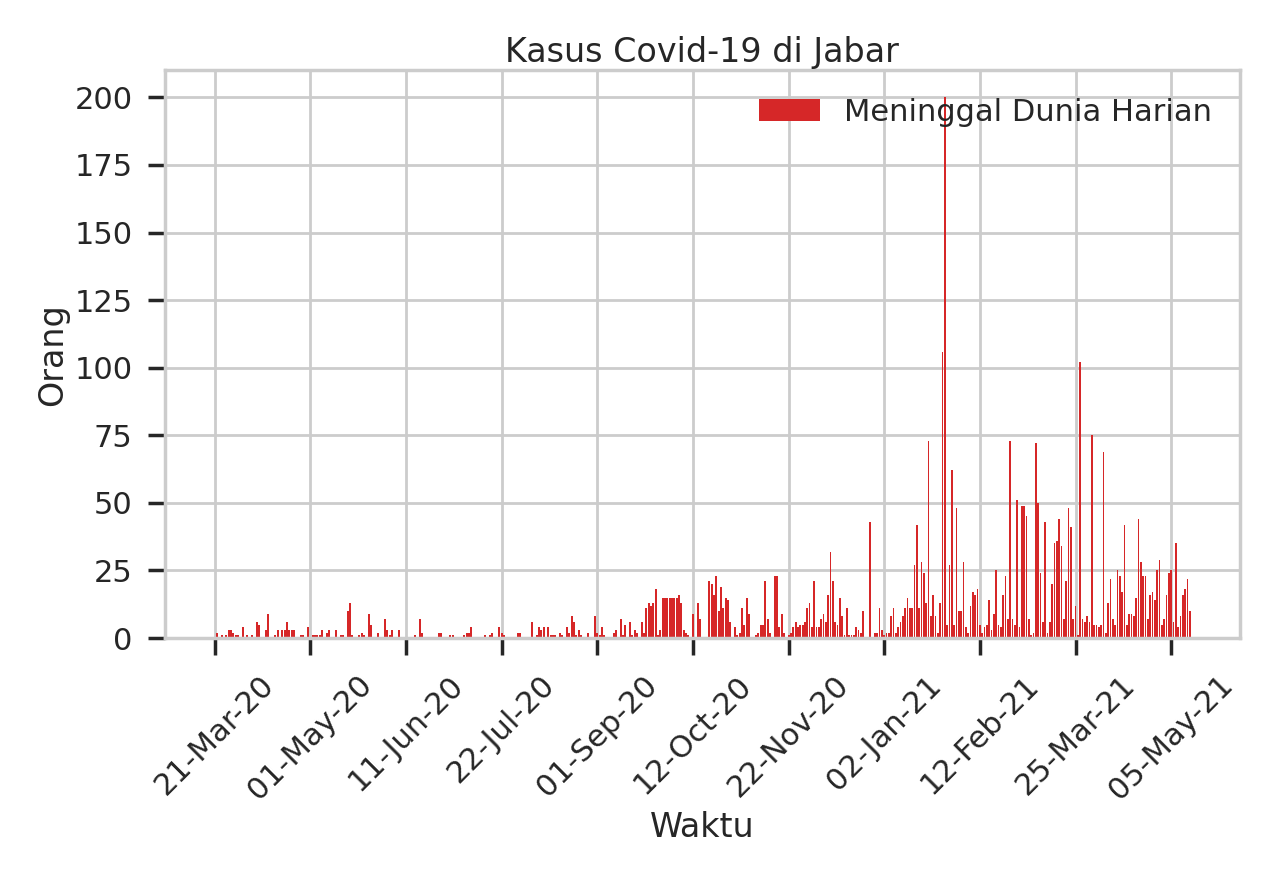 Kasus Covid-19 di Jabar
Meninggal Dunia Harian
Orang
200
175
150
125
100
75
50
25
0
21-Mar-20
01-May-20
11-Jun-20
22-Jul-20
01-Sep-20
12-Oct-20
22-Nov-20
02-Jan-21
12-Feb-21
25-Mar-21
05-May-21
Waktu